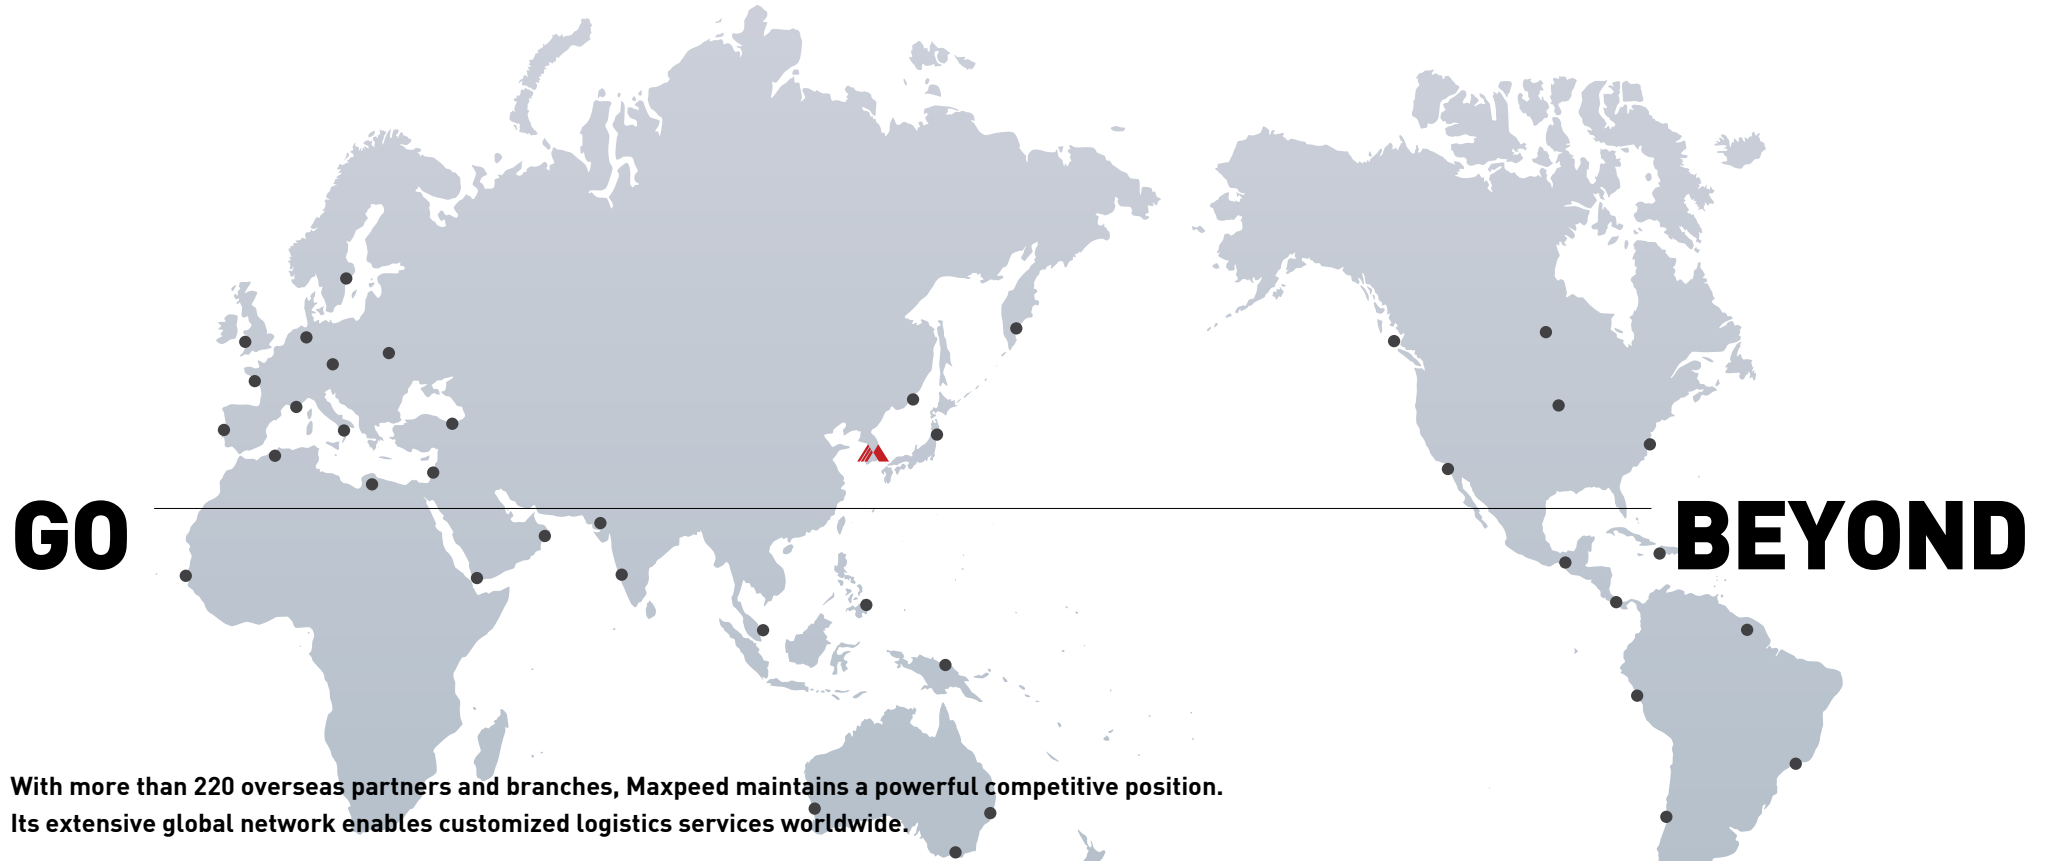 GO
BEYOND
With more than 220 overseas partners and branches, Maxpeed maintains a powerful competitive position.
Its extensive global network enables customized logistics services worldwide.